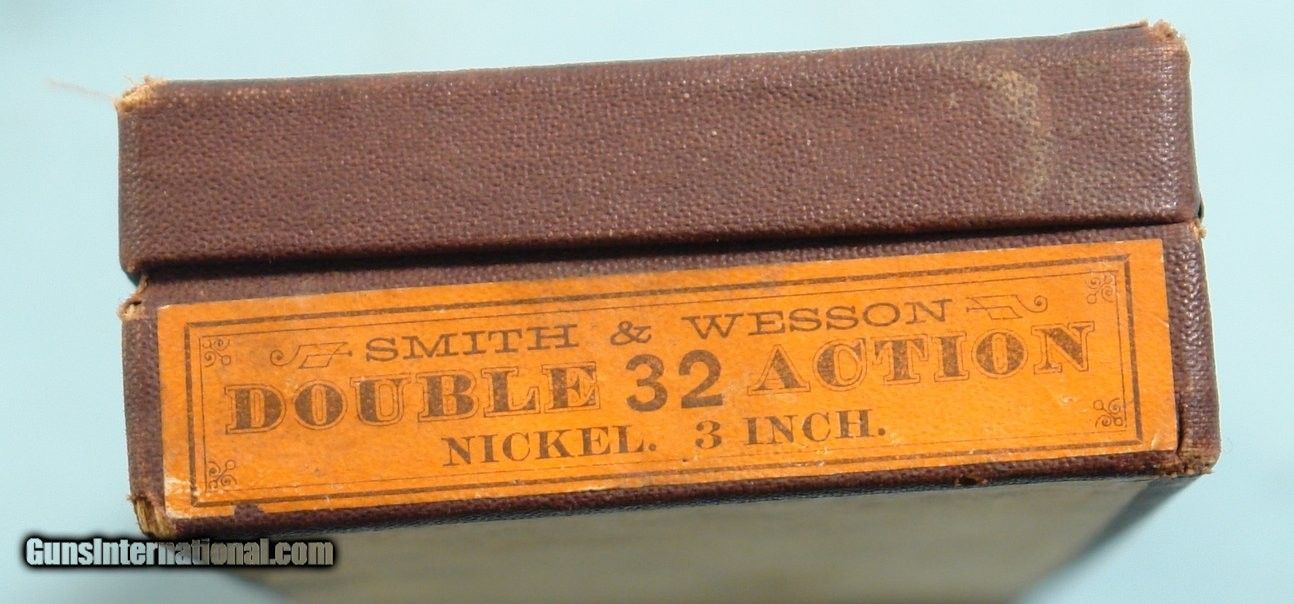 SMITH & WESSON
DOUBLE 32 ACTION
NICKEL. 3 INCH.
GunsInternational.com